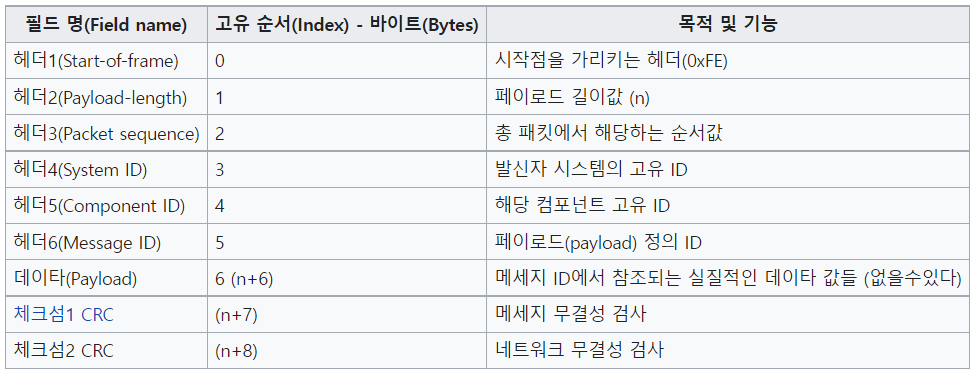 필드 명(Field name) 고유 순서(Index) - 바이트(Bytes) 목적 및 기능
헤더1(Start-of-frame) 0 시작점을 가리키는 헤더(0xFE)
헤더2(Payload-length) 1 페이로드 길이값 (n)
헤더3(Packet sequence) 2 총 패킷에서 해당하는 순서값
헤더4(System ID) 3 발신자 시스템의 고유 ID
헤더5(Component ID) 4 해당 컴포넌트 고유 ID
헤더6(Message ID) 5 페이로드(payload) 정의 ID
데이타(Payload) 6 (n+6) 메세지 ID에서 참조되는 실질적인 데이타 값들 (없을수있다)
체크섬1 CRC (n+7) 메세지 무결성 검사
체크섬2 CRC (n+8) 네트워크 무결성 검사